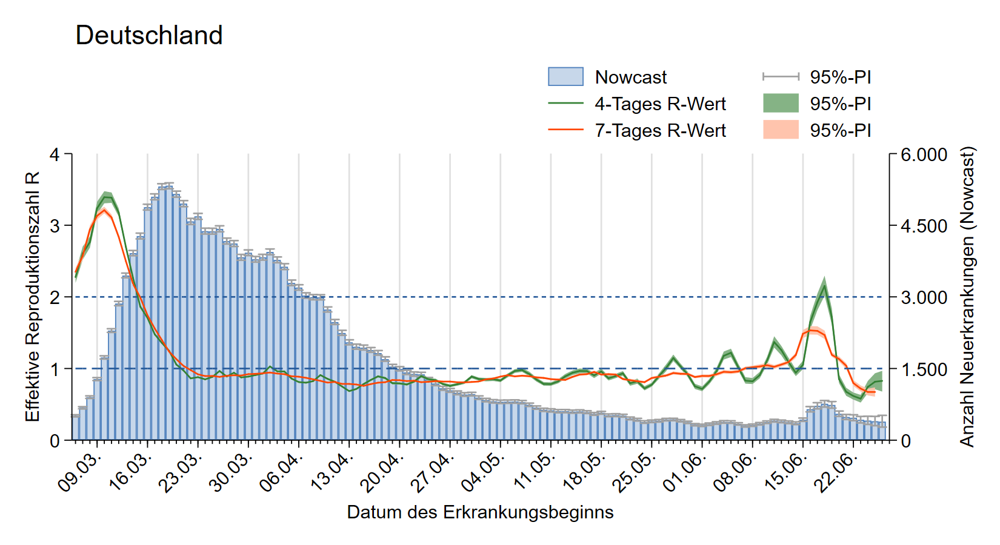 Deutschland
Nowcast 95%-PI
4-Tages R-Wert 95%-PI
7-Tages R-Wert 95%-PI
Effektive Reproduktionszahl R
4
3
2
1
0
6.000
4.500
3.000
1.500
0
Anzahl Neuerkrankungen (Nowcast)
09.03. 16.03. 23.03. 30.03. 06.04. 13.04. 20.04. 27.04. 04.05. 11.05. 18.05. 25.05. 01.06. 08.06. 15.06. 22.06.
Datum des Erkrankungsbeginns